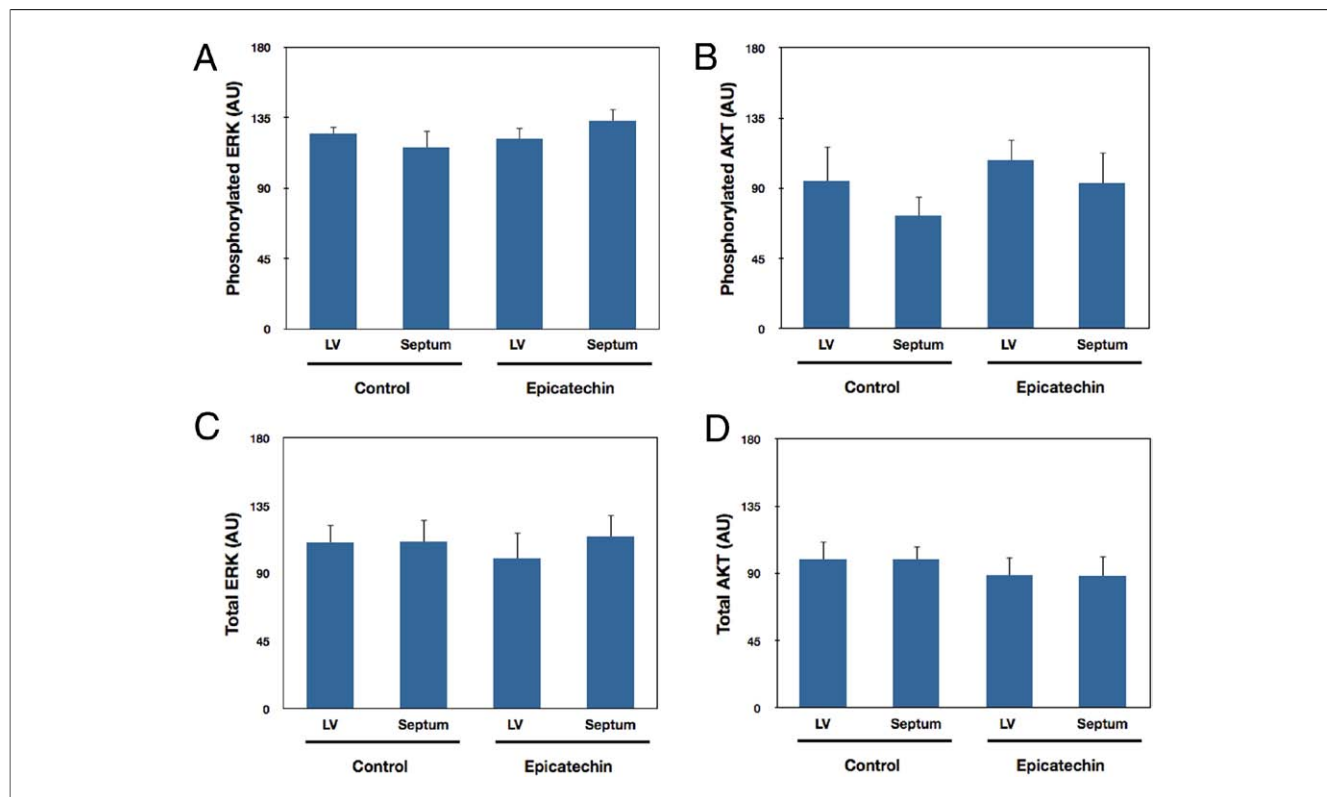 A
Phosphorylated ERK (AU)
180
135
90
45
0
LV Septum LV Septum
Control Epicatechin
B
Phosphorylated AKT (AU)
180
135
90
45
0
LV Septum LV Septum
Control Epicatechin
C
Total ERK (AU)
180
135
90
45
0
LV Septum LV Septum
Control Epicatechin
D
Total AKT (AU)
180
135
90
45
0
LV Septum LV Septum
Control Epicatechin